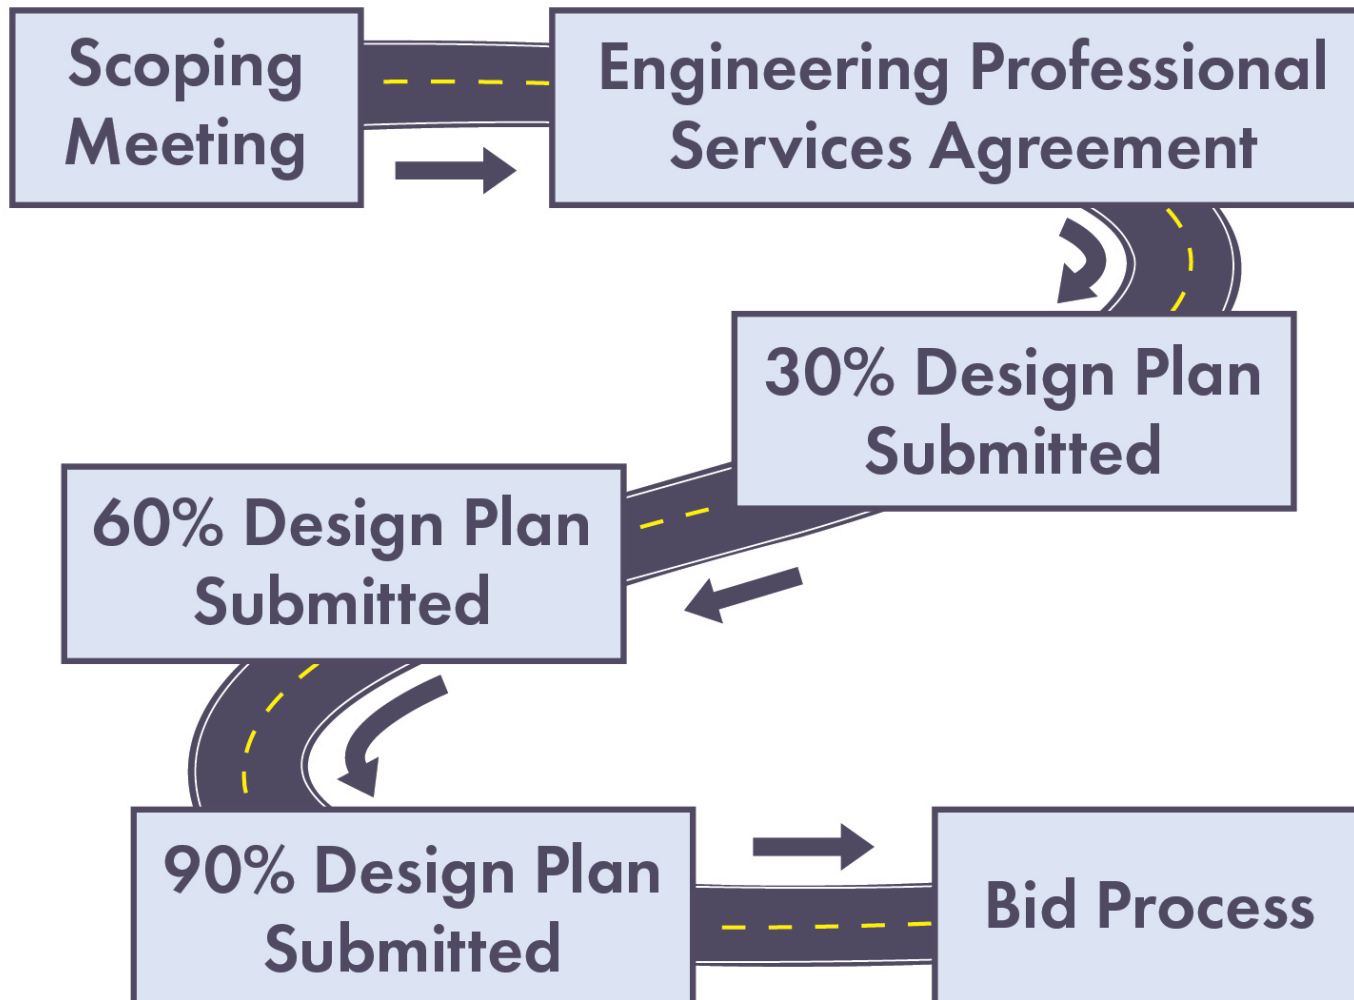 Scoping
Meeting
Engineering Professional
Services Agreement
30% Design Plan
Submitted
60% Design Plan
Submitted
90% Design Plan
Submitted
Bid Process